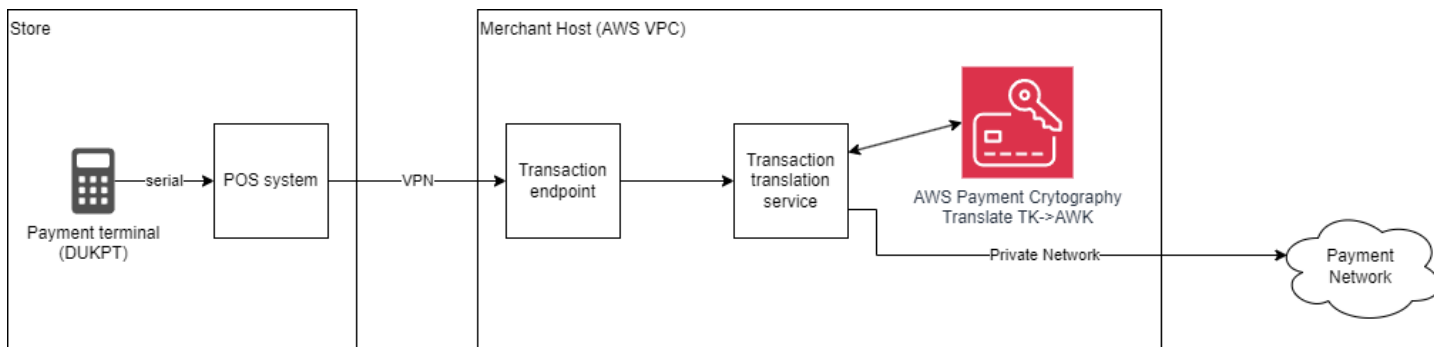 Store
Merchant Host (AWS VPC)
Payment terminal
(DUKPT)
serial
POS system
VPN
Transaction
endpoint
Transaction
translation
service
AWS Payment Crytography
Translate TK->AWK
Private Network
Payment
Network